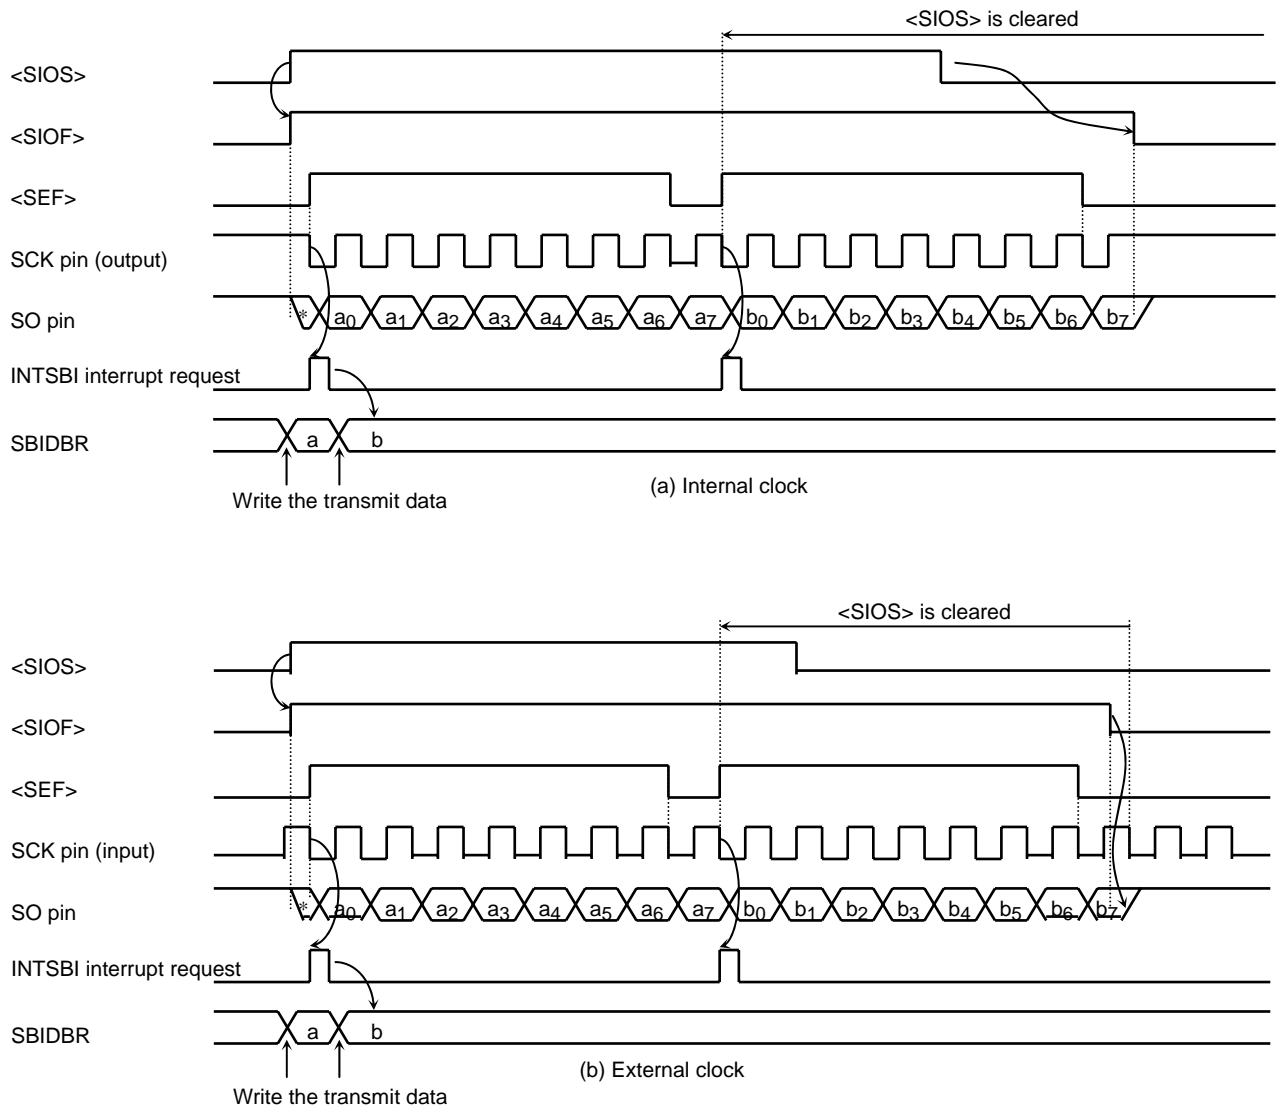 <SIOS> is cleared
<SIOS>
<SIOF>
<SEF>
SCK pin (output)
SO pin * a0 a1 a2 a3 a4 a5 a6 a7 b0 b1 b2 b3 b4 b5 b6 b7
INTSBI interrupt request
SBIDBR a b
Write the transmit data
(a) Internal clock
<SIOS> is cleared
<SIOS>
<SIOF>
<SEF>
SCK pin (input)
SO pin * a0 a1 a2 a3 a4 a5 a6 a7 b0 b1 b2 b3 b4 b5 b6 b7
INTSBI interrupt request
SBIDBR a b
(b) External clock
Write the transmit data